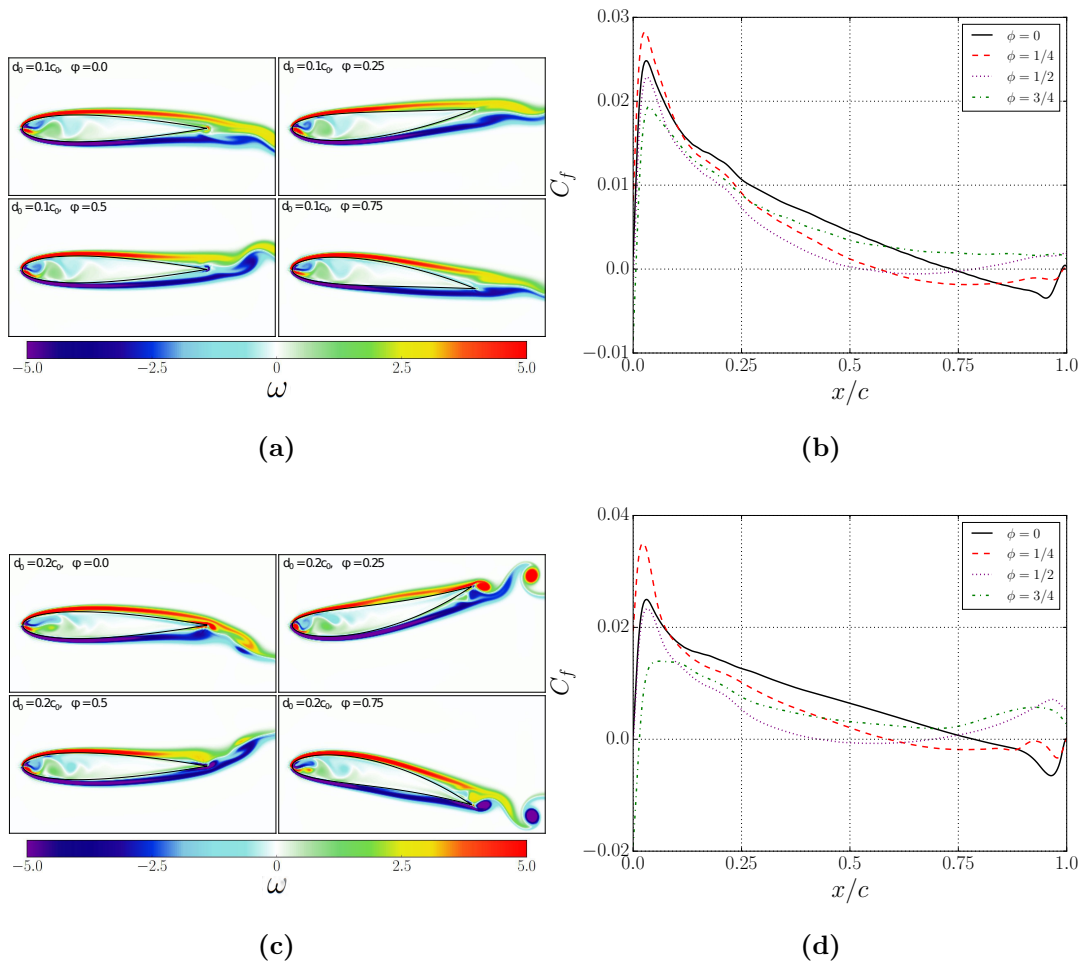 d₀ = 0.1c₀, φ = 0.0
d₀ = 0.1c₀, φ = 0.25
d₀ = 0.1c₀, φ = 0.5
d₀ = 0.1c₀, φ = 0.75
−5.0 −2.5 0 2.5 5.0
ω
(a)
0.03
0.02
0.01
0.0
−0.01
C_f
0.0 0.25 0.5 0.75 1.0
x/c
ϕ = 0
ϕ = 1/4
ϕ = 1/2
ϕ = 3/4
(b)
d₀ = 0.2c₀, φ = 0.0
d₀ = 0.2c₀, φ = 0.25
d₀ = 0.2c₀, φ = 0.5
d₀ = 0.2c₀, φ = 0.75
−5.0 −2.5 0 2.5 5.0
ω
(c)
0.04
0.02
0.0
−0.02
C_f
0.0 0.25 0.5 0.75 1.0
x/c
ϕ = 0
ϕ = 1/4
ϕ = 1/2
ϕ = 3/4
(d)